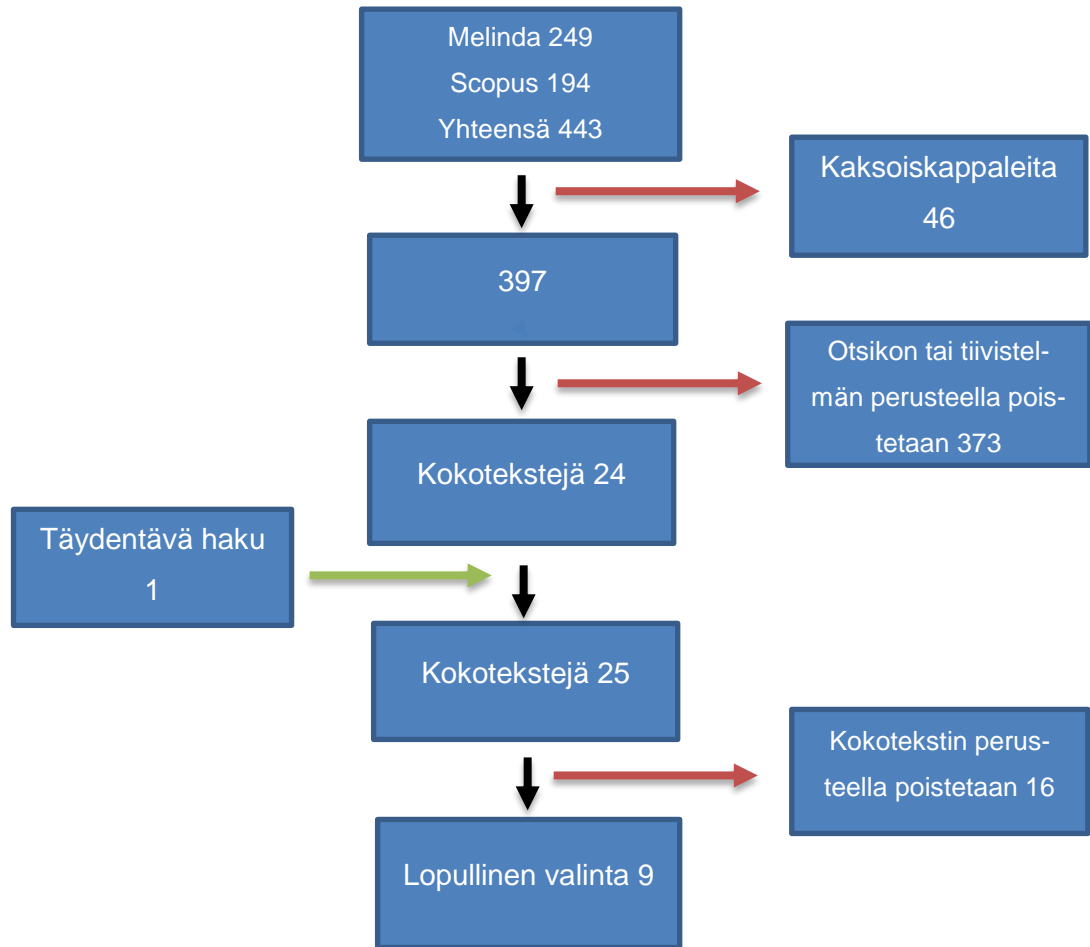 Melinda 249
Scopus 194
Yhteensä 443
Kaksoiskappaleita
46
397
Otsikon tai tiivistel-
män perusteella pois-
tetaan 373
Kokotekstejä 24
Täydentävä haku
1
Kokotekstejä 25
Kokotekstin perus-
teella poistetaan 16
Lopullinen valinta 9